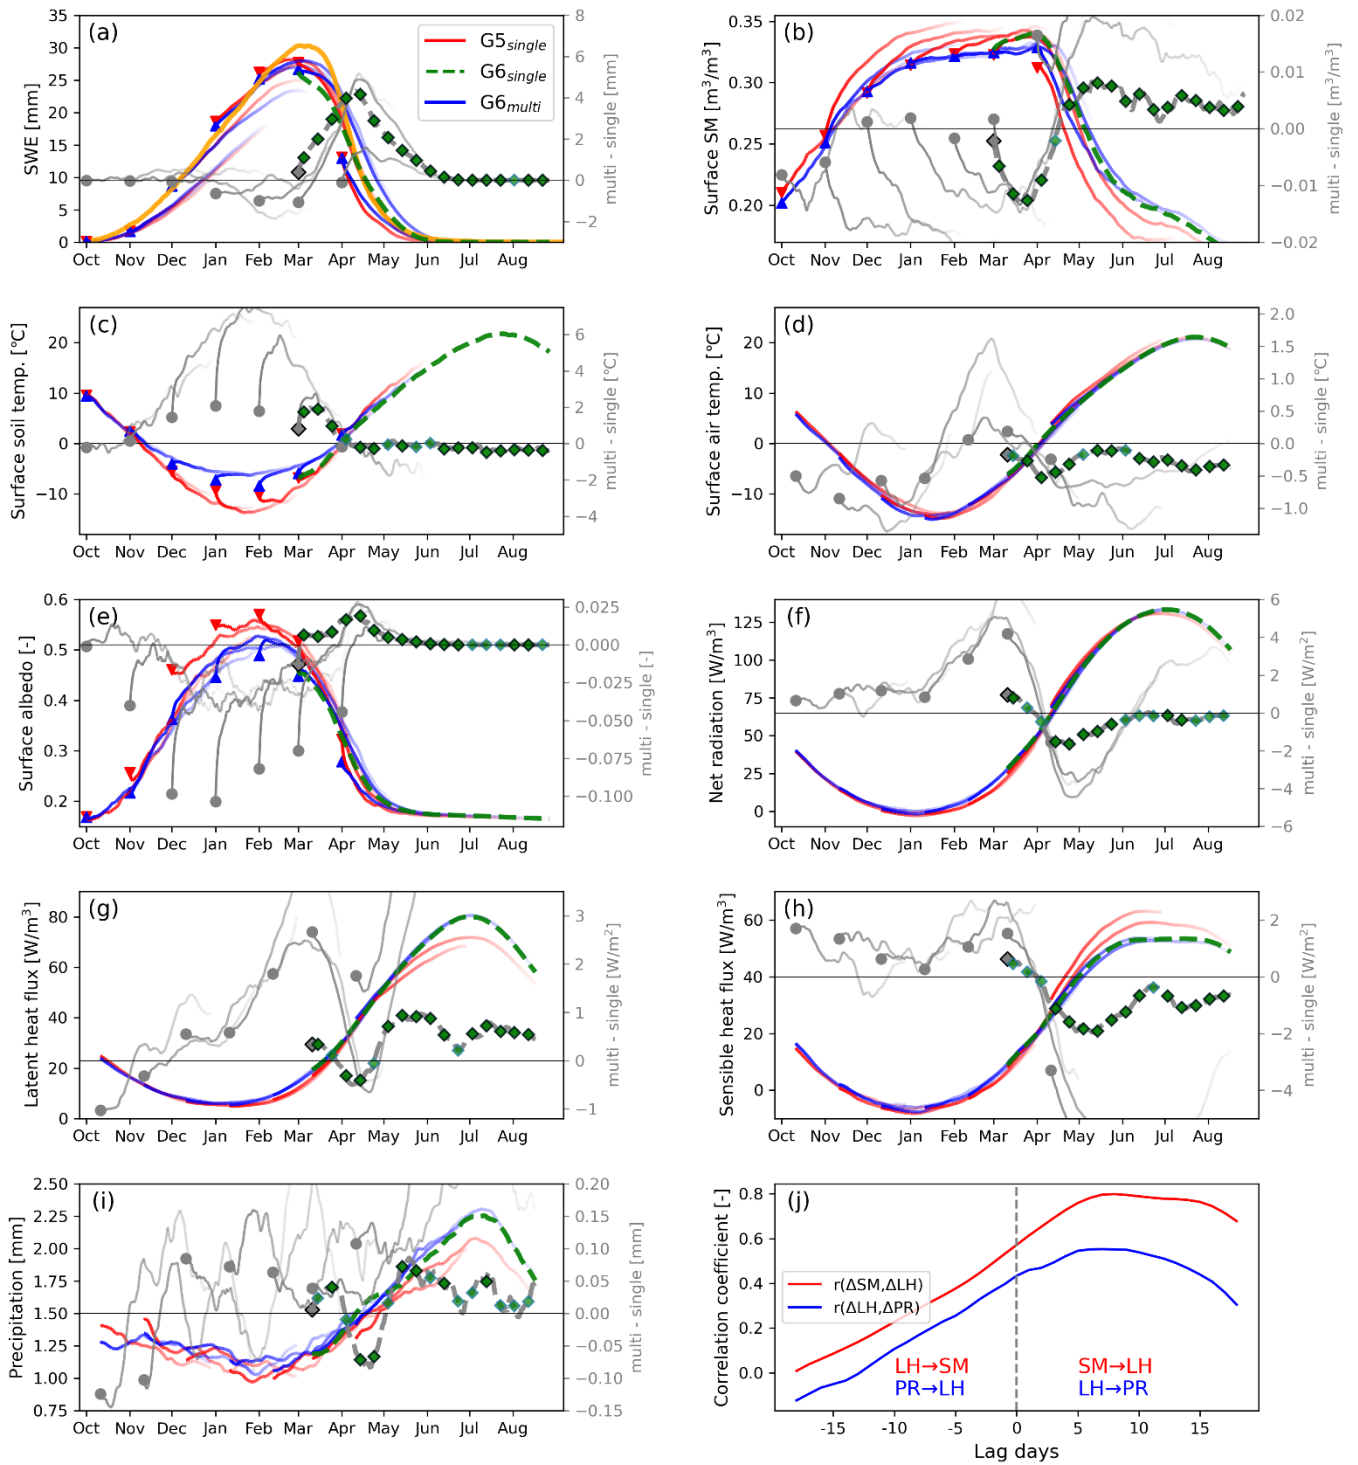 (a)
SWE [mm]
35
30
25
20
15
10
5
0
G5single
G6single
G6multi
8
6
4
2
0
−2
multi - single [mm]
Oct Nov Dec Jan Feb Mar Apr May Jun Jul Aug
(b)
Surface SM [m³/m³]
0.35
0.30
0.25
0.20
0.02
0.01
0.00
−0.01
−0.02
multi - single [m³/m³]
Oct Nov Dec Jan Feb Mar Apr May Jun Jul Aug
(c)
Surface soil temp. [℃]
20
10
0
−10
6
4
2
0
−2
−4
multi - single [℃]
Oct Nov Dec Jan Feb Mar Apr May Jun Jul Aug
(d)
Surface air temp. [℃]
20
10
0
−10
2.0
1.5
1.0
0.5
0.0
−0.5
−1.0
multi - single [℃]
Oct Nov Dec Jan Feb Mar Apr May Jun Jul Aug
(e)
Surface albedo [-]
0.6
0.5
0.4
0.3
0.2
0.025
0.000
−0.025
−0.050
−0.075
−0.100
multi - single [-]
Oct Nov Dec Jan Feb Mar Apr May Jun Jul Aug
(f)
Net radiation [W/m³]
125
100
75
50
25
0
6
4
2
0
−2
−4
−6
multi - single [W/m²]
Oct Nov Dec Jan Feb Mar Apr May Jun Jul Aug
(g)
Latent heat flux [W/m³]
80
60
40
20
0
3
2
1
0
−1
multi - single [W/m²]
Oct Nov Dec Jan Feb Mar Apr May Jun Jul Aug
(h)
Sensible heat flux [W/m³]
60
40
20
0
2
0
−2
−4
multi - single [W/m²]
Oct Nov Dec Jan Feb Mar Apr May Jun Jul Aug
(i)
Precipitation [mm]
2.50
2.25
2.00
1.75
1.50
1.25
1.00
0.75
0.20
0.15
0.10
0.05
0.00
−0.05
−0.10
−0.15
multi - single [mm]
Oct Nov Dec Jan Feb Mar Apr May Jun Jul Aug
(j)
Correlation coefficient [-]
0.8
0.6
0.4
0.2
0.0
r(ΔSM,ΔLH)
r(ΔLH,ΔPR)
LH→SM SM→LH
PR→LH LH→PR
-15 -10 -5 0 5 10 15
Lag days